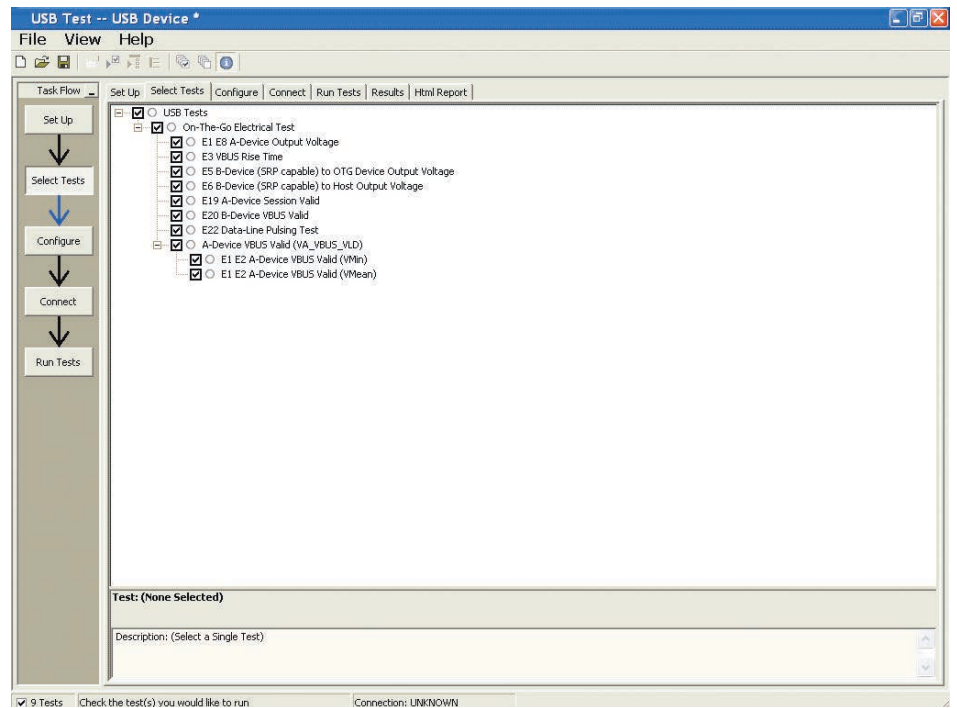 USB Test -- USB Device *
File View Help
Task Flow
Set Up
Select Tests
Configure
Connect
Run Tests
Set Up Select Tests Configure Connect Run Tests Results Html Report
USB Tests
On-The-Go Electrical Test
E1 E8 A-Device Output Voltage
E3 VBUS Rise Time
E5 B-Device (SRP capable) to OTG Device Output Voltage
E6 B-Device (SRP capable) to Host Output Voltage
E19 A-Device Session Valid
E20 B-Device VBUS Valid
E22 Data-Line Pulsing Test
A-Device VBUS Valid (VA_VBUS_VLD)
E1 E2 A-Device VBUS Valid (VMin)
E1 E2 A-Device VBUS Valid (VMean)
Test: (None Selected)
Description: (Select a Single Test)
9 Tests Check the test(s) you would like to run Connection: UNKNOWN